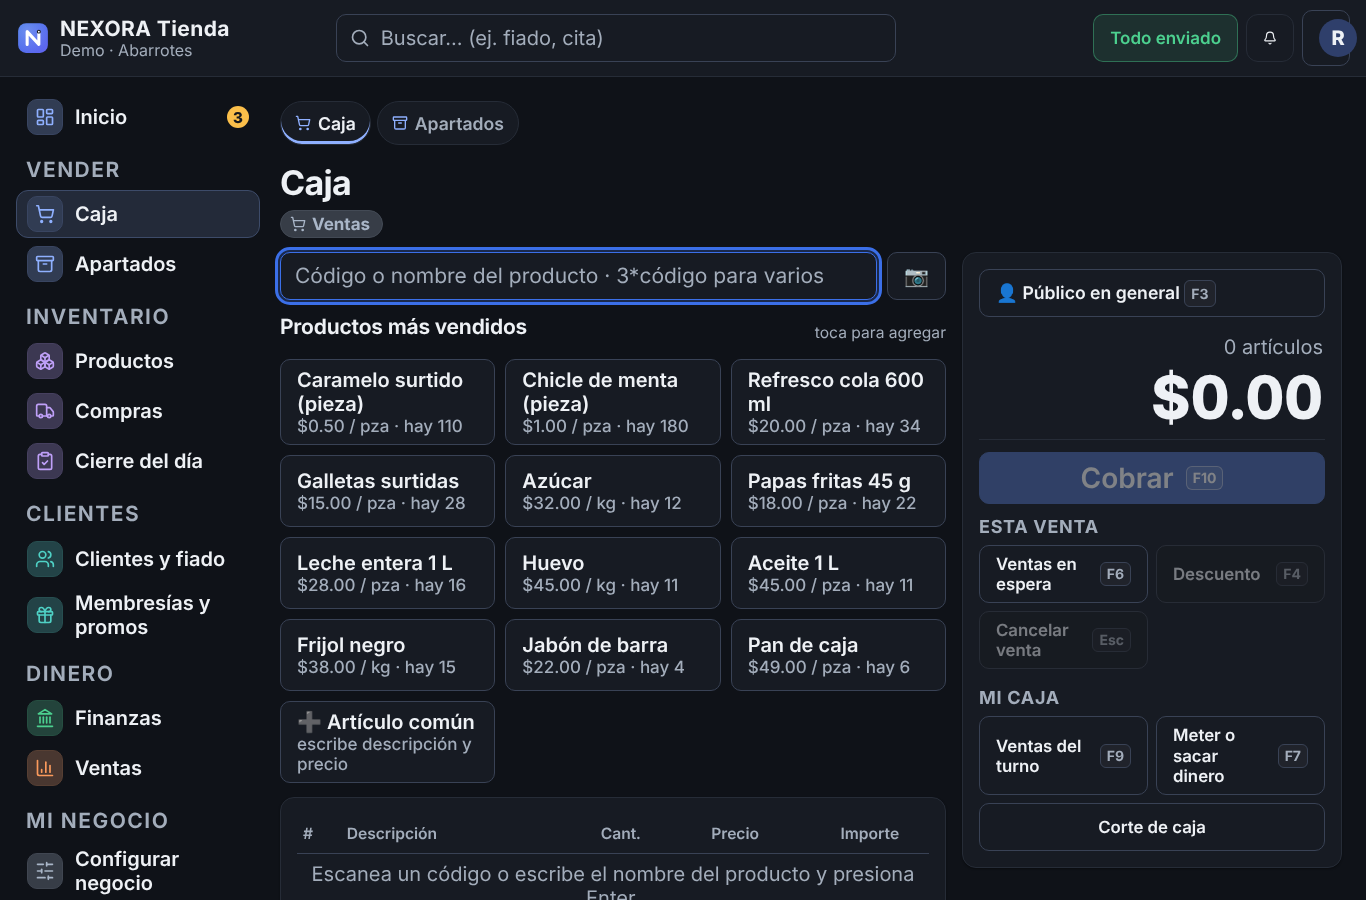 NEXORA Tienda
Demo · Abarrotes
Buscar... (ej. fiado, cita)
Todo enviado
R
Inicio
3
VENDER
Caja
Apartados
INVENTARIO
Productos
Compras
Cierre del día
CLIENTES
Clientes y fiado
Membresías y
promos
DINERO
Finanzas
Ventas
MI NEGOCIO
Configurar
negocio
Caja
Apartados
Caja
Ventas
Código o nombre del producto · 3*código para varios
Productos más vendidos
toca para agregar
Caramelo surtido
(pieza)
$0.50 / pza · hay 110
Chicle de menta
(pieza)
$1.00 / pza · hay 180
Refresco cola 600
ml
$20.00 / pza · hay 34
Galletas surtidas
$15.00 / pza · hay 28
Azúcar
$32.00 / kg · hay 12
Papas fritas 45 g
$18.00 / pza · hay 22
Leche entera 1 L
$28.00 / pza · hay 16
Huevo
$45.00 / kg · hay 11
Aceite 1 L
$45.00 / pza · hay 11
Frijol negro
$38.00 / kg · hay 15
Jabón de barra
$22.00 / pza · hay 4
Pan de caja
$49.00 / pza · hay 6
➕ Artículo común
escribe descripción y
precio
# Descripción Cant. Precio Importe
Escanea un código o escribe el nombre del producto y presiona
Enter
👤 Público en general F3
0 artículos
$0.00
Cobrar F10
ESTA VENTA
Ventas en
espera F6
Descuento F4
Cancelar
venta Esc
MI CAJA
Ventas del
turno F9
Meter o
sacar
dinero F7
Corte de caja